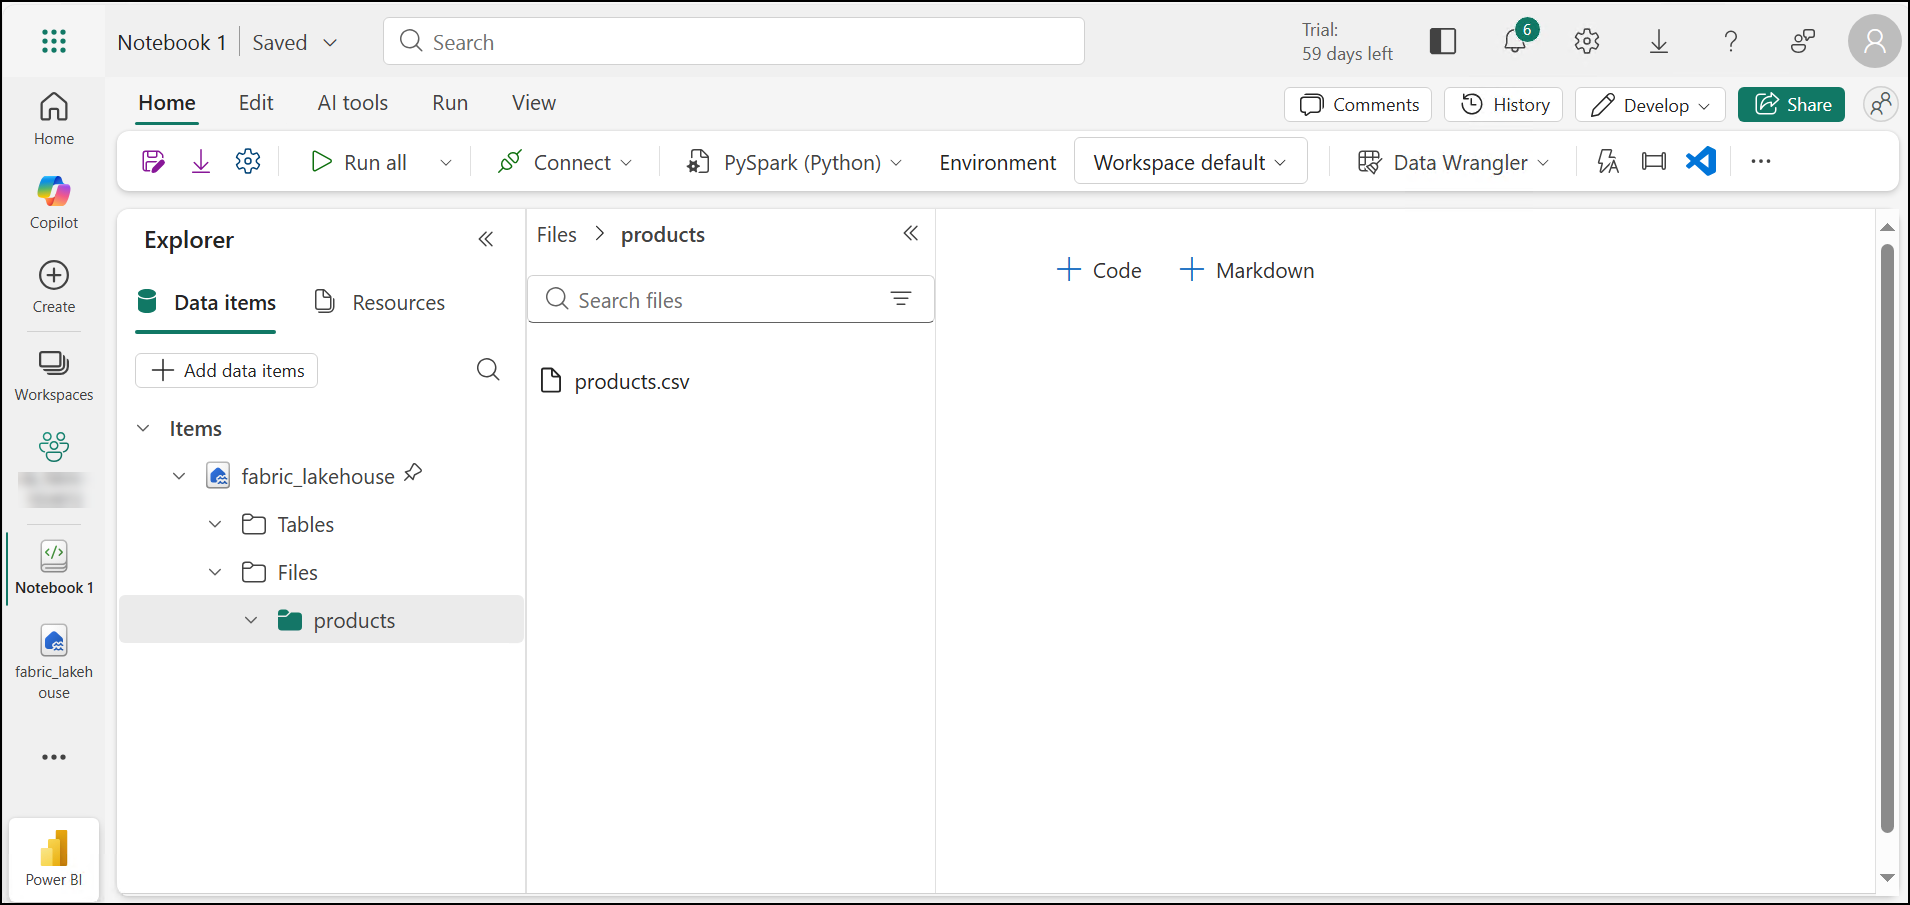 Notebook 1 Saved
Search
Trial:
59 days left
6
Home
Copilot
Create
Workspaces
Notebook 1
fabric_lakeh
ouse
Power BI
Home Edit AI tools Run View
Comments History Develop Share
Run all Connect PySpark (Python) Environment Workspace default Data Wrangler
Explorer
Data items Resources
Add data items
Items
fabric_lakehouse
Tables
Files
products
Files > products
Search files
products.csv
Code Markdown